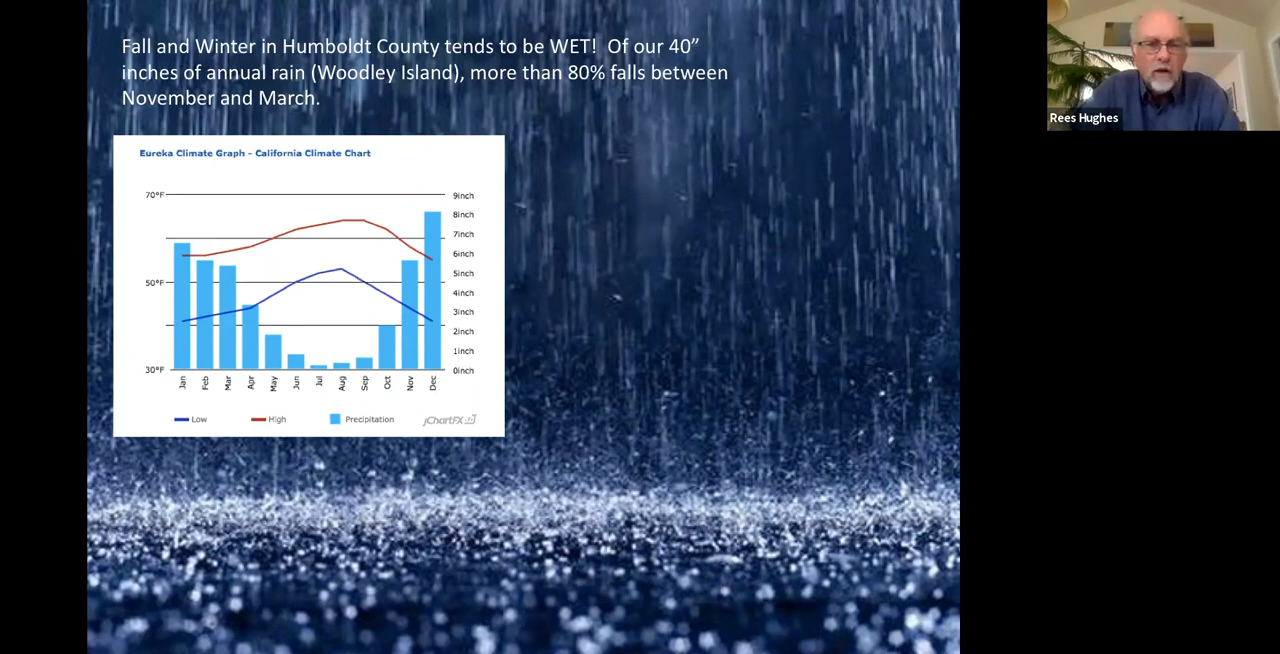 Fall and Winter in Humboldt County tends to be WET!  Of our 40”
inches of annual rain (Woodley Island), more than 80% falls between
November and March.
Rees Hughes
Eureka Climate Graph - California Climate Chart
70°F
50°F
30°F
9inch
8inch
7inch
6inch
5inch
4inch
3inch
2inch
1inch
0inch
Jan Feb Mar Apr May Jun Jul Aug Sep Oct Nov Dec
Low High Precipitation jChartFX